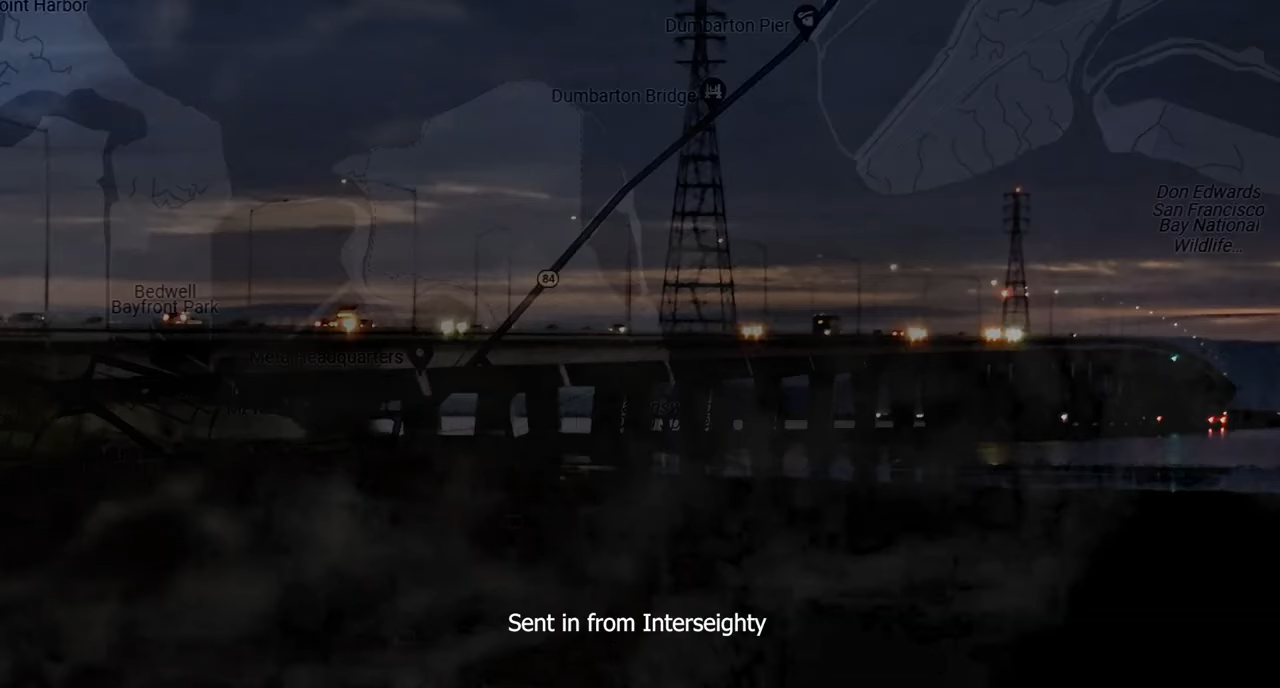 oint Harbor
Dumbarton Pier
Dumbarton Bridge
Don Edwards
San Francisco
Bay National
Wildlife...
84
Bedwell
Bayfront Park
Meta Headquarters
Sent in from Interseighty